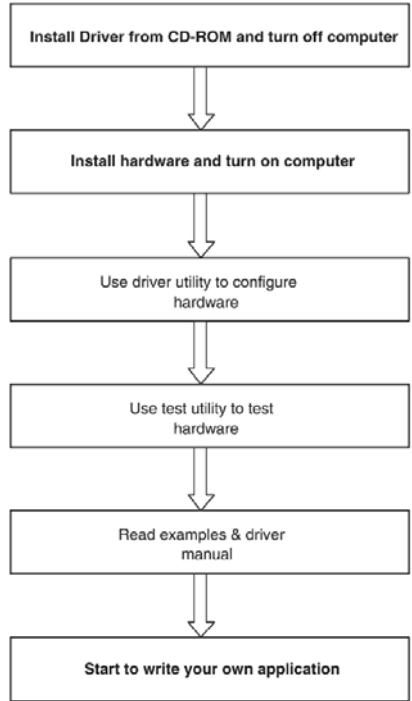 Install Driver from CD-ROM and turn off computer
Install hardware and turn on computer
Use driver utility to configure
hardware
Use test utility to test
hardware
Read examples & driver
manual
Start to write your own application